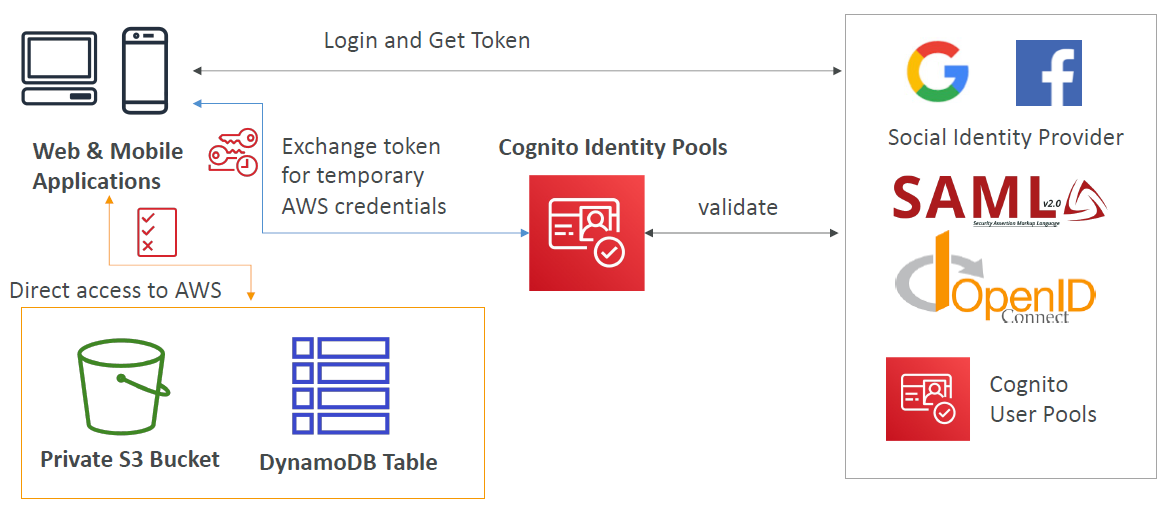 Login and Get Token
Web & Mobile
Applications
Exchange token
for temporary
AWS credentials
Cognito Identity Pools
validate
Social Identity Provider
SAML v2.0
Security Assertion Markup Language
OpenID
Connect
Cognito
User Pools
Direct access to AWS
Private S3 Bucket
DynamoDB Table